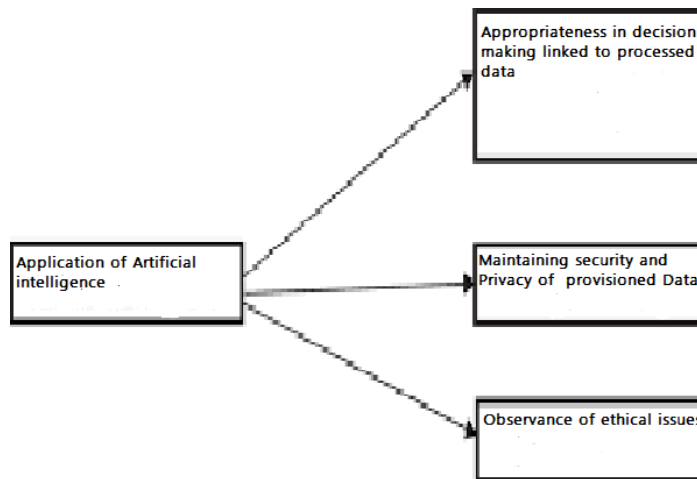 Appropriateness in decision
making linked to processed
data
Application of Artificial
intelligence
Maintaining security and
Privacy of provisioned Data
Observance of ethical issues